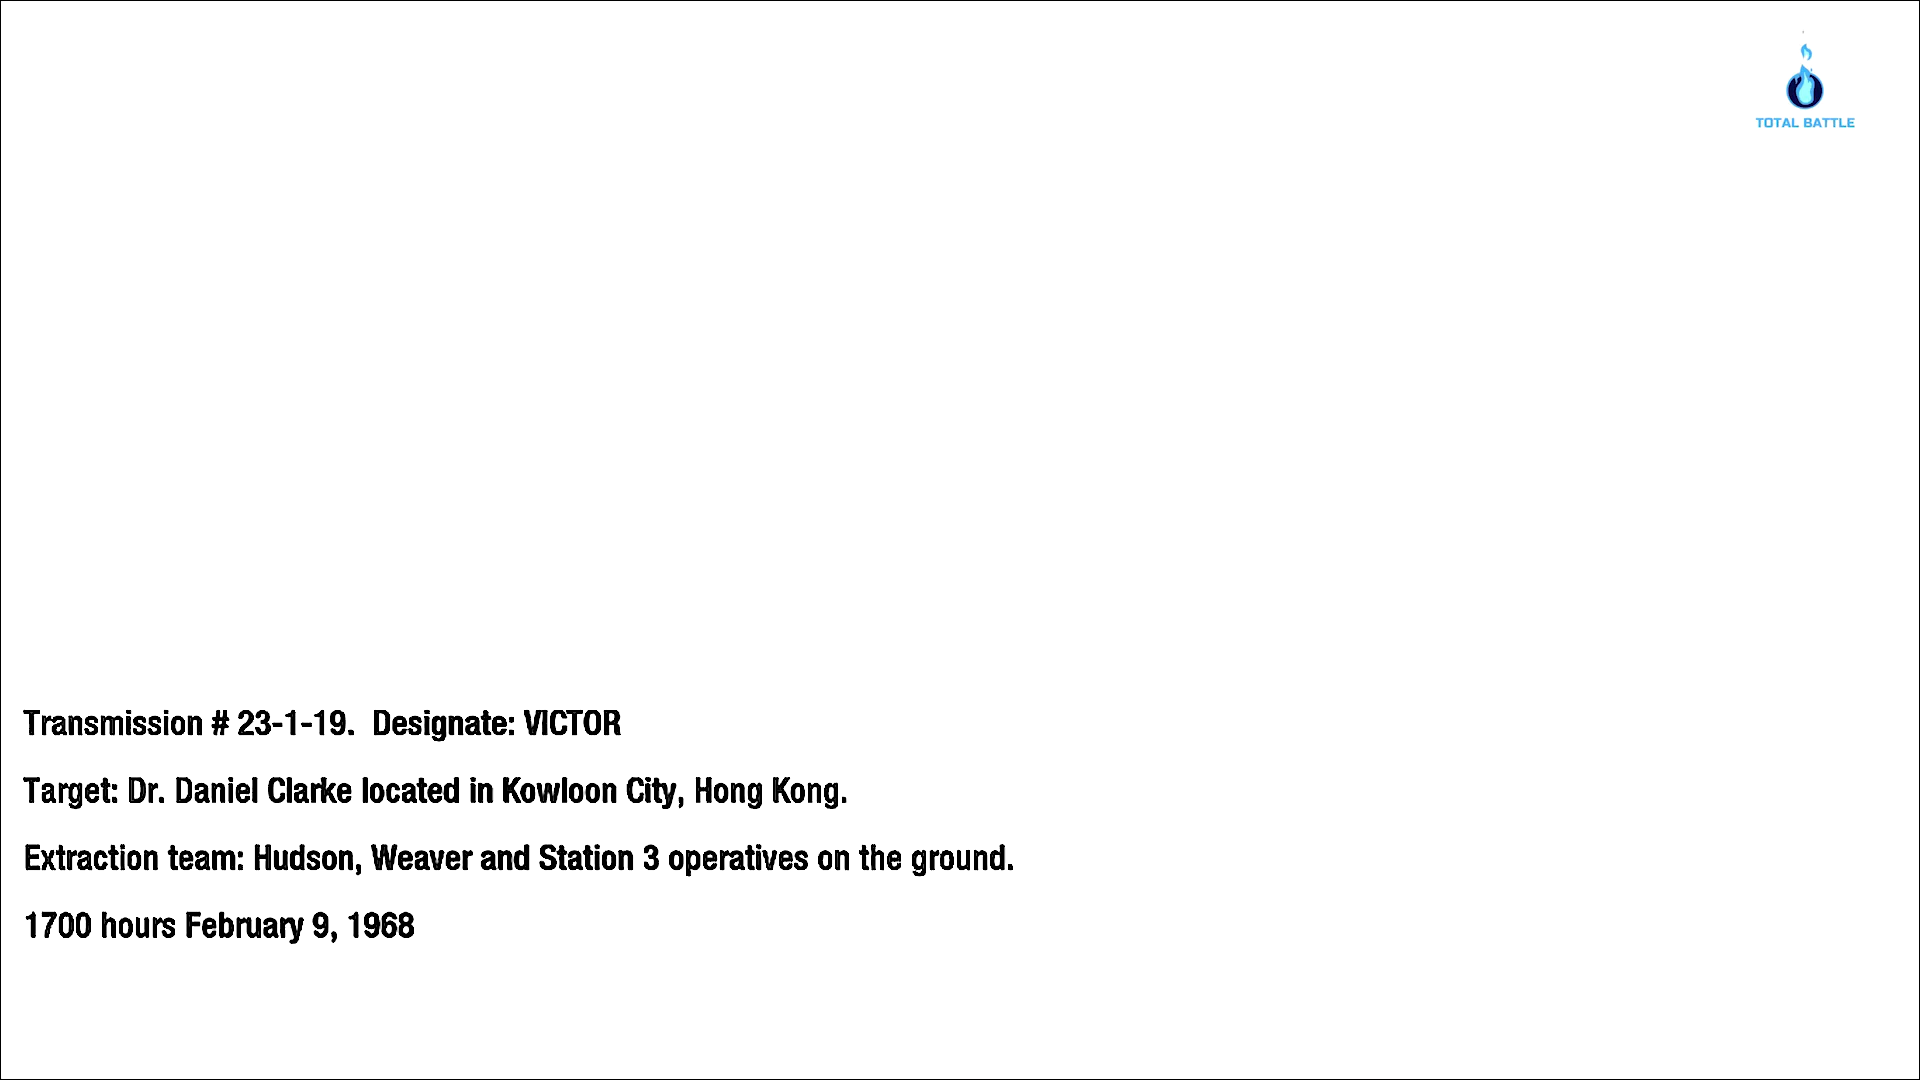 TOTAL BATTLE
Transmission # 23-1-19.  Designate: VICTOR
Target: Dr. Daniel Clarke located in Kowloon City, Hong Kong.
Extraction team: Hudson, Weaver and Station 3 operatives on the ground.
1700 hours February 9, 1968